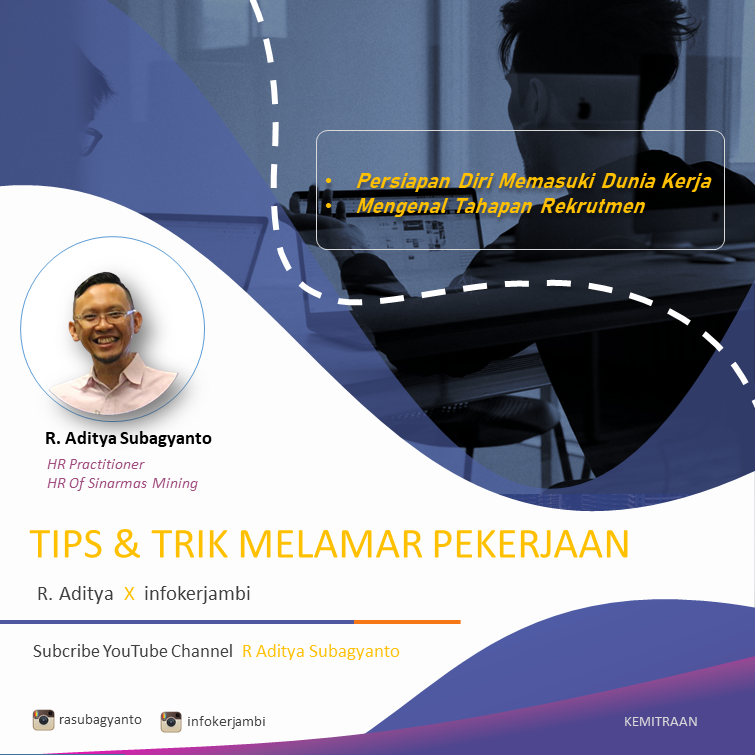 • Persiapan Diri Memasuki Dunia Kerja
• Mengenal Tahapan Rekrutmen
R. Aditya Subagyanto
HR Practitioner
HR Of Sinarmas Mining
TIPS & TRIK MELAMAR PEKERJAAN
R. Aditya X infokerjambi
Subcribe YouTube Channel R Aditya Subagyanto
rasubagyanto infokerjambi
KEMITRAAN